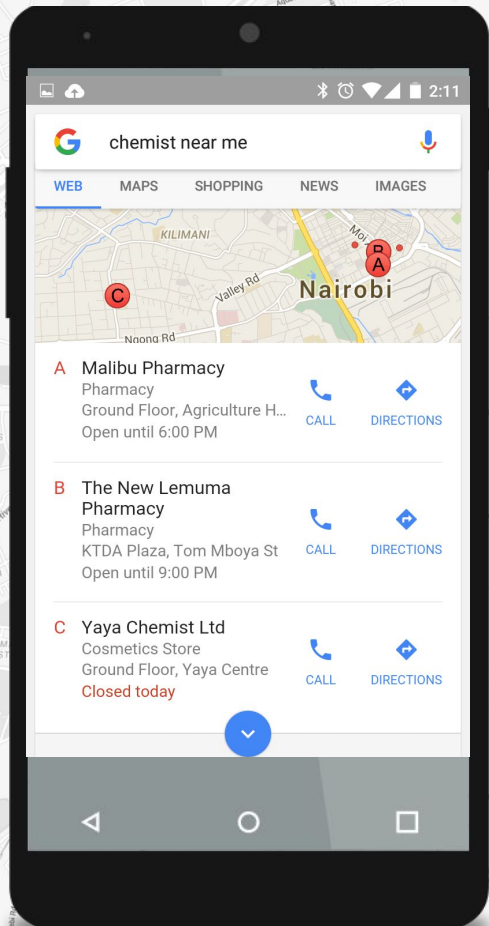 2:11
chemist near me
WEB MAPS SHOPPING NEWS IMAGES
KILIMANI
Valley Rd
Moi
Nairobi
Ngong Rd
B
A
C
A Malibu Pharmacy
Pharmacy
Ground Floor, Agriculture H...
Open until 6:00 PM
CALL DIRECTIONS
B The New Lemuma
Pharmacy
Pharmacy
KTDA Plaza, Tom Mboya St
Open until 9:00 PM
CALL DIRECTIONS
C Yaya Chemist Ltd
Cosmetics Store
Ground Floor, Yaya Centre
Closed today
CALL DIRECTIONS